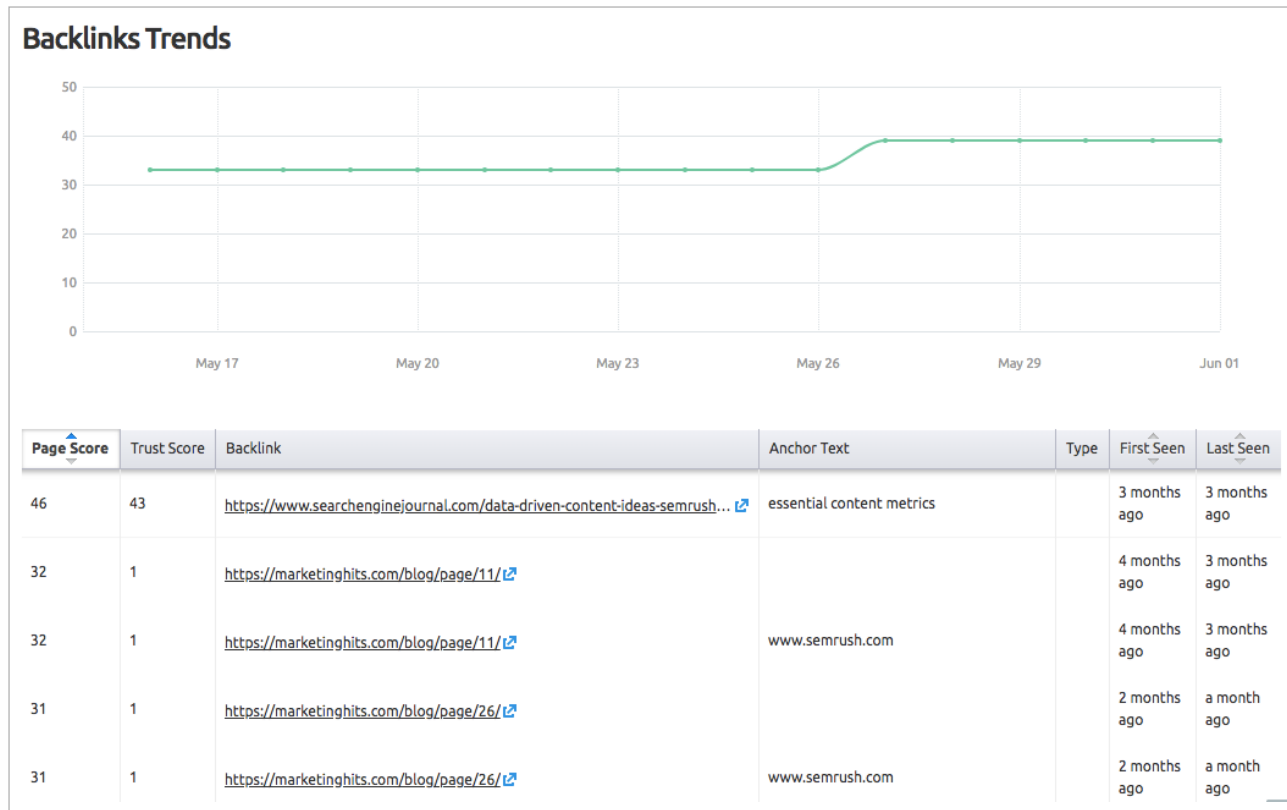 Backlinks Trends
50
40
30
20
10
0
May 17 May 20 May 23 May 26 May 29 Jun 01
Page Score Trust Score Backlink Anchor Text Type First Seen Last Seen
46 43 https://www.searchenginejournal.com/data-driven-content-ideas-semrush... essential content metrics 3 months ago 3 months ago
32 1 https://marketinghits.com/blog/page/11/ 4 months ago 3 months ago
32 1 https://marketinghits.com/blog/page/11/ www.semrush.com 4 months ago 3 months ago
31 1 https://marketinghits.com/blog/page/26/ 2 months ago a month ago
31 1 https://marketinghits.com/blog/page/26/ www.semrush.com 2 months ago a month ago